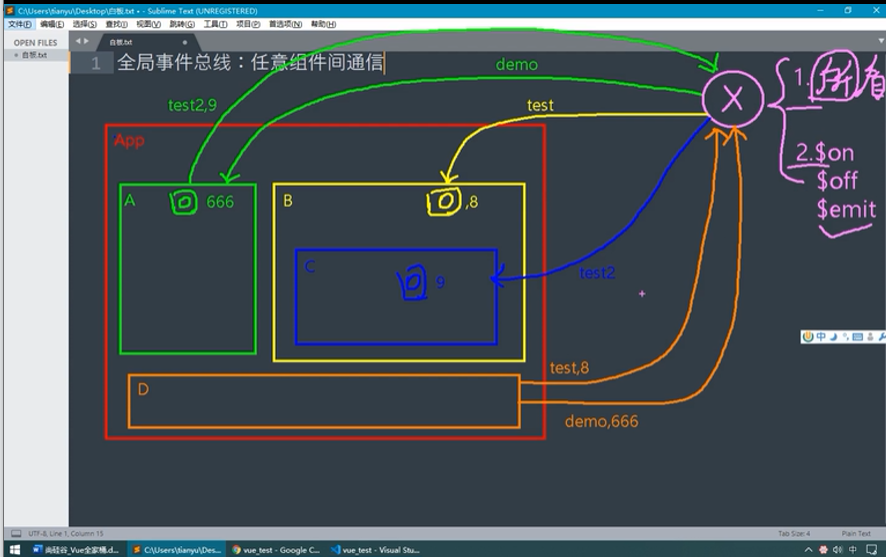 C:\Users\tianyu\Desktop\白板.txt • - Sublime Text (UNREGISTERED)
文件(F) 编辑(E) 选择(S) 查找(I) 视图(V) 跳转(G) 工具(T) 项目(P) 首选项(N) 帮助(H)
OPEN FILES
白板.txt
白板.txt
1 全局事件总线：任意组件间通信
demo
test2,9
test
X
1.所有
2.$on
$off
$emit
App
A
666
B
,8
C
9
test2
中
D
test,8
demo,666
UTF-8, Line 1, Column 15
Tab Size: 4
Plain Text
尚硅谷_Vue全家桶.d...
C:\Users\tianyu\Des...
vue_test - Google C...
vue_test - Visual Stu...
中